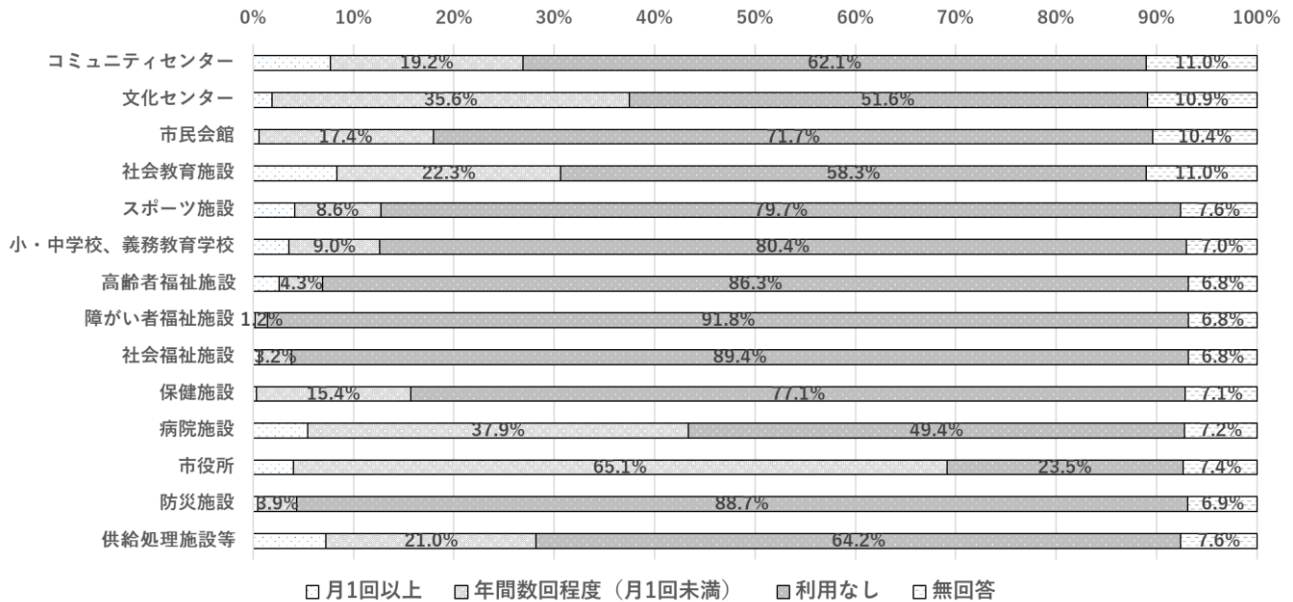 0% 10% 20% 30% 40% 50% 60% 70% 80% 90% 100%
コミュニティセンター 19.2% 62.1% 11.0%
文化センター 35.6% 51.6% 10.9%
市民会館 17.4% 71.7% 10.4%
社会教育施設 22.3% 58.3% 11.0%
スポーツ施設 8.6% 79.7% 7.6%
小・中学校、義務教育学校 9.0% 80.4% 7.0%
高齢者福祉施設 4.3% 86.3% 6.8%
障がい者福祉施設 1.2% 91.8% 6.8%
社会福祉施設 3.2% 89.4% 6.8%
保健施設 15.4% 77.1% 7.1%
病院施設 37.9% 49.4% 7.2%
市役所 65.1% 23.5% 7.4%
防災施設 3.9% 88.7% 6.9%
供給処理施設等 21.0% 64.2% 7.6%
月1回以上 年間数回程度（月1回未満） 利用なし 無回答